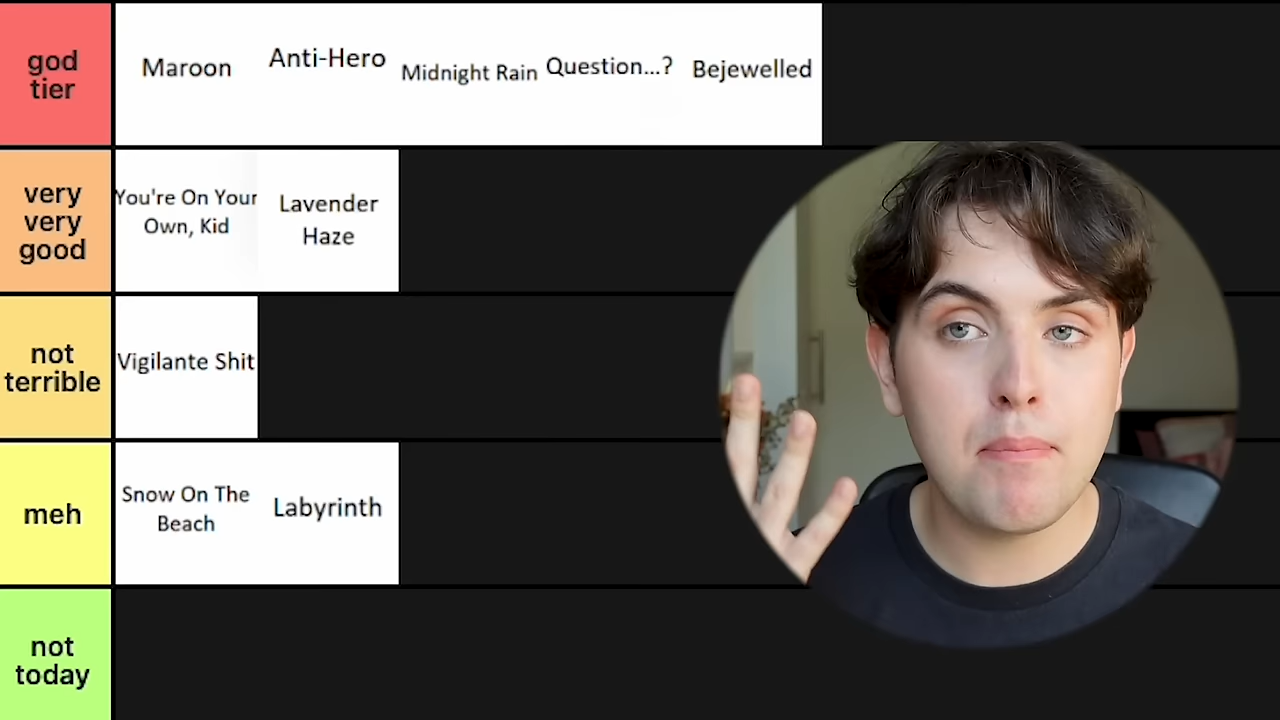 god
tier
Maroon
Anti-Hero
Midnight Rain
Question...?
Bejewelled
very
very
good
You're On Your
Own, Kid
Lavender
Haze
not
terrible
Vigilante Shit
meh
Snow On The
Beach
Labyrinth
not
today